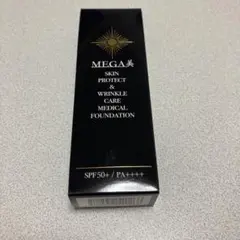 MEGA美
SKIN
PROTECT
&
WRINKLE
CARE
MEDICAL
FOUNDATION
SPF50+ / PA++++